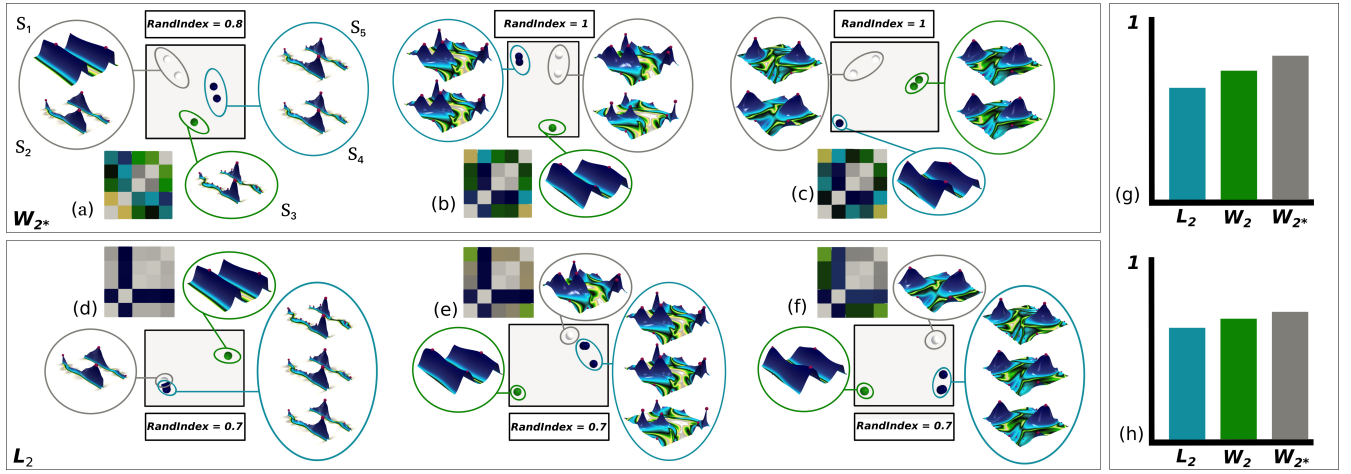 S1
S2
RandIndex = 0.8
S5
S4
S3
(a)
W2*
RandIndex = 1
(b)
RandIndex = 1
(c)
(d)
RandIndex = 0.7
L2
(e)
RandIndex = 0.7
(f)
RandIndex = 0.7
1
(g)
L2 W2 W2*
1
(h)
L2 W2 W2*